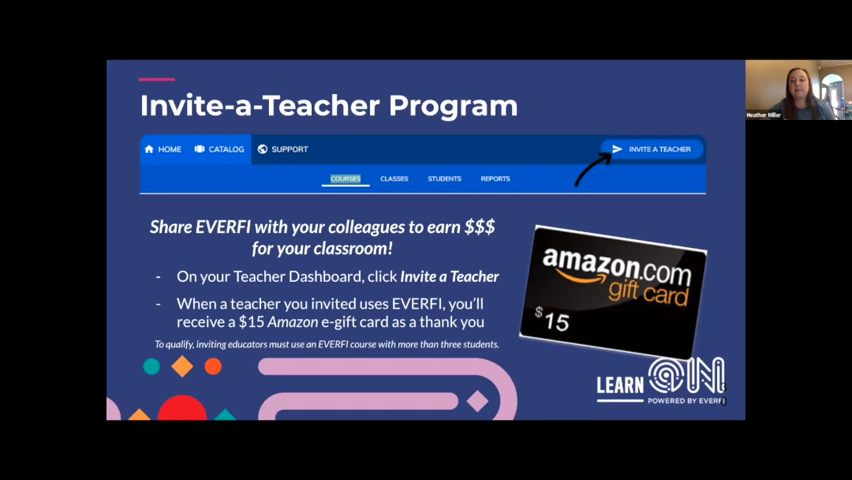 Invite-a-Teacher Program
HOME CATALOG SUPPORT INVITE A TEACHER
COURSES CLASSES STUDENTS REPORTS
Share EVERFI with your colleagues to earn $$$
for your classroom!
- On your Teacher Dashboard, click Invite a Teacher
- When a teacher you invited uses EVERFI, you'll
receive a $15 Amazon e-gift card as a thank you
To qualify, inviting educators must use an EVERFI course with more than three students.
amazon.com
gift card
$15
LEARN ON
POWERED BY EVERFI
Heather Miller